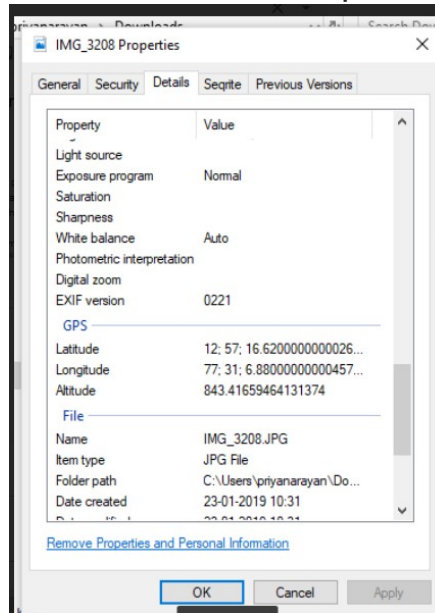 Downloads
IMG_3208 Properties
General Security Details Seqrite Previous Versions
Property Value
Light source
Exposure program Normal
Saturation
Sharpness
White balance Auto
Photometric interpretation
Digital zoom
EXIF version 0221
GPS
Latitude 12; 57; 16.6200000000026...
Longitude 77; 31; 6.88000000000457...
Altitude 843.41659464131374
File
Name IMG_3208.JPG
Item type JPG File
Folder path C:\Users\priyanarayan\Do...
Date created 23-01-2019 10:31
Remove Properties and Personal Information
OK Cancel Apply